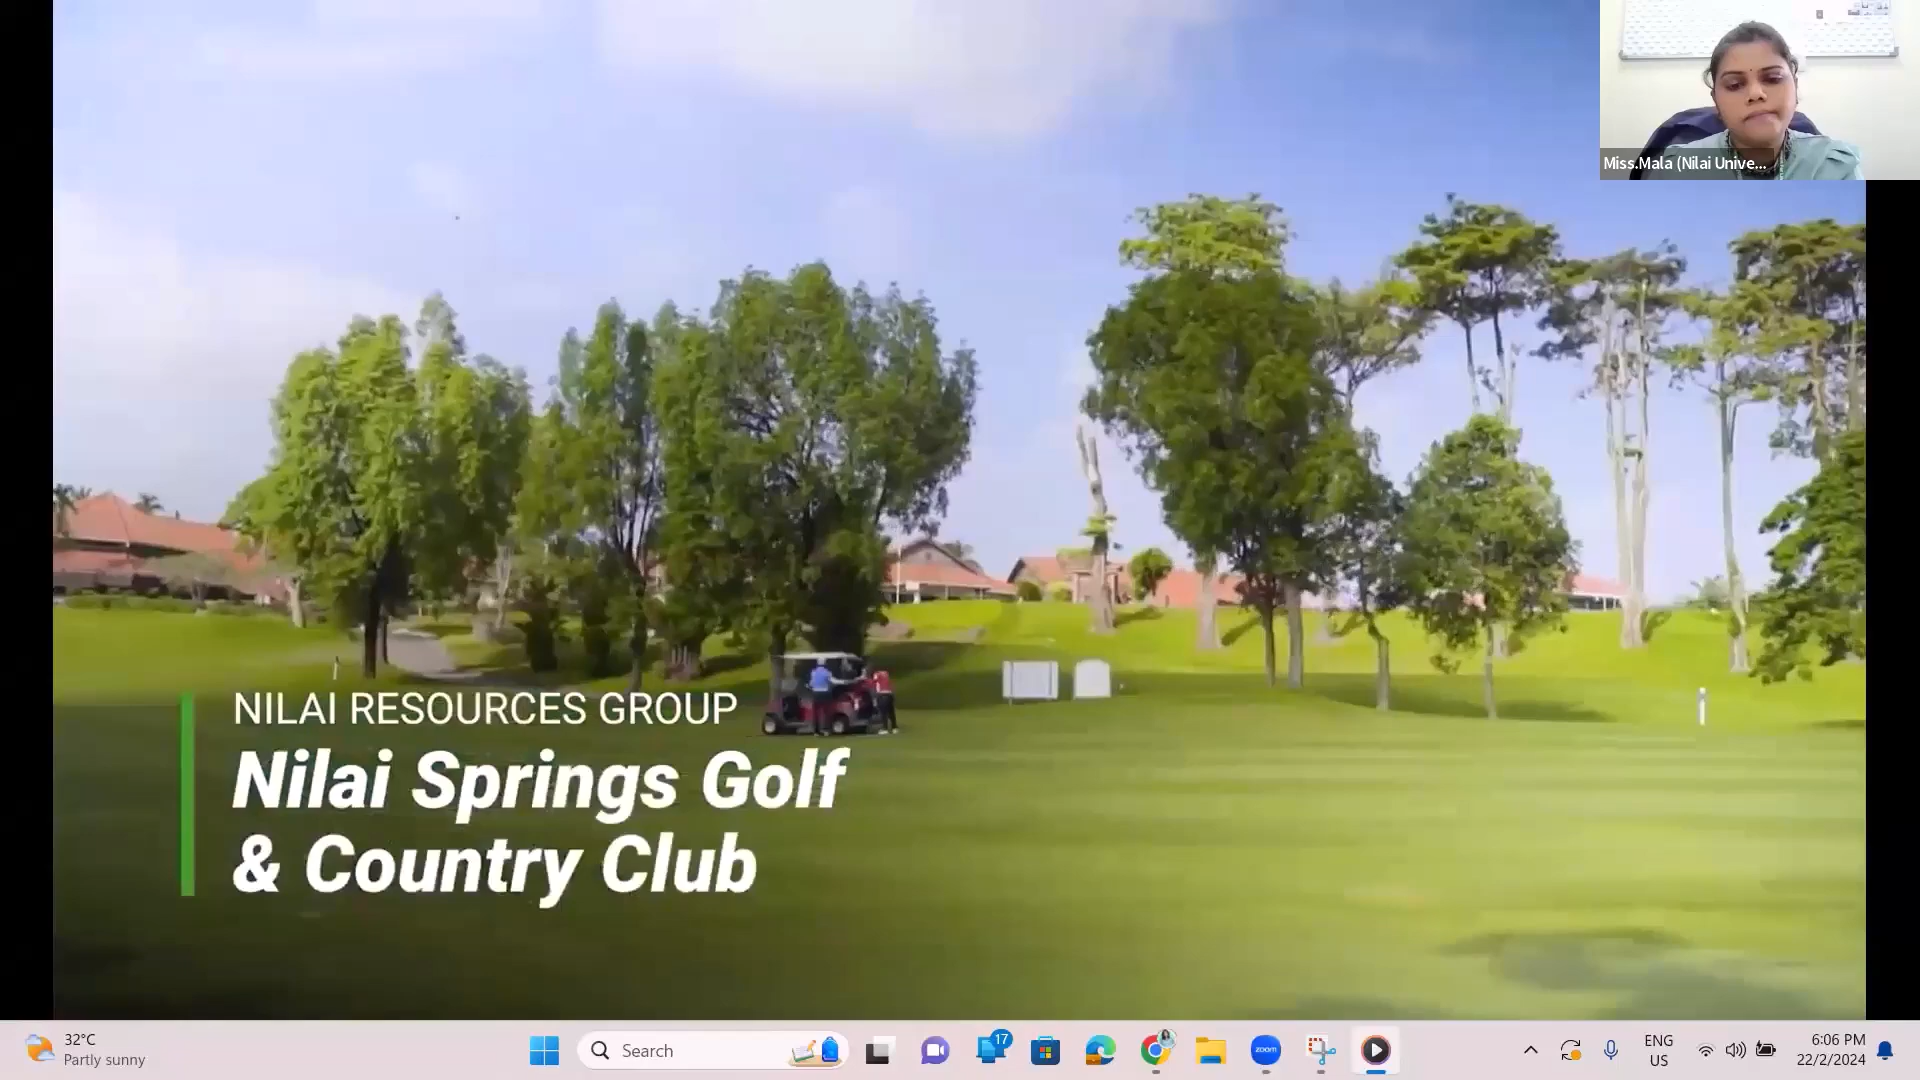 Miss.Mala (Nilai Unive...
NILAI RESOURCES GROUP
Nilai Springs Golf
& Country Club
32°C
Partly sunny
Search
17
zoom
ENG
US
6:06 PM
22/2/2024